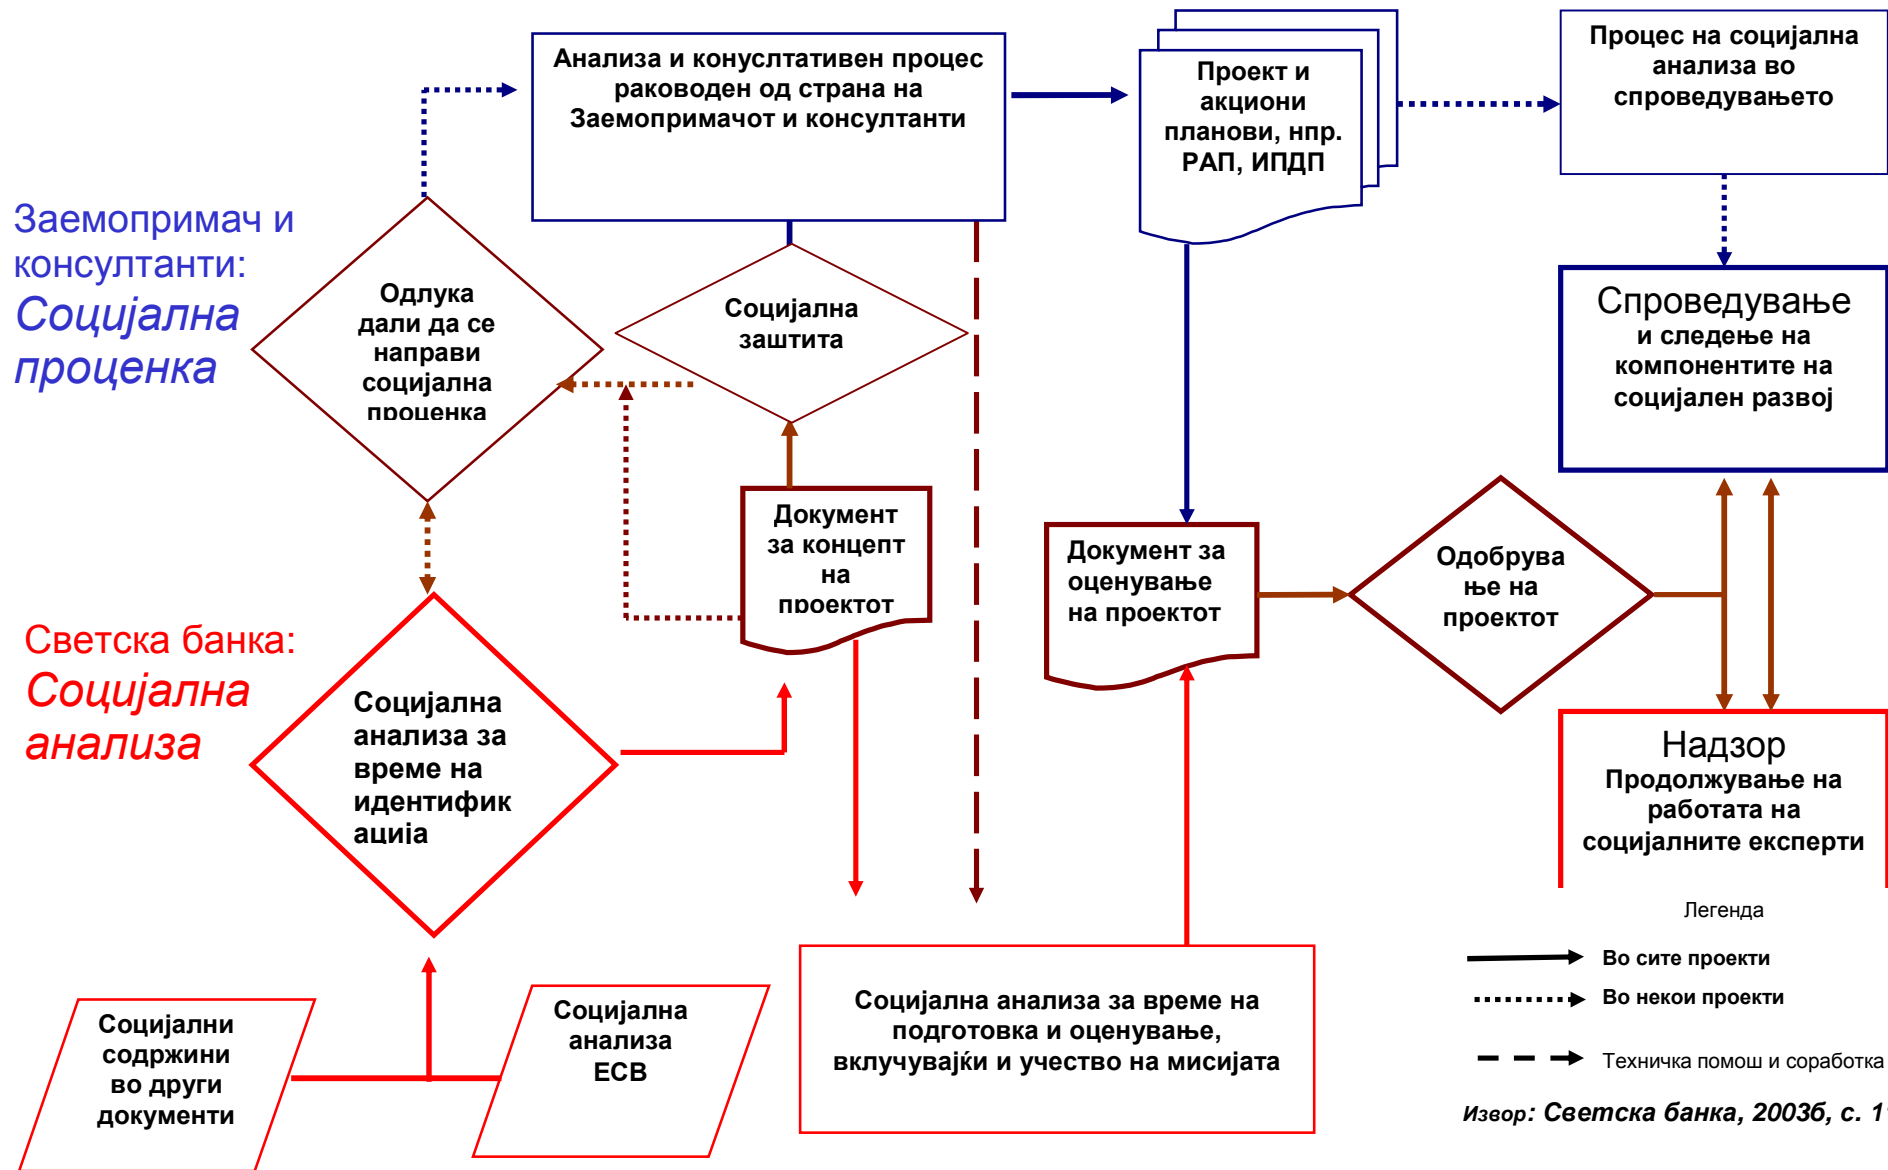 Анализа и конуслтативен процес
раководен од страна на
Заемопримачот и консултанти
Проект и
акциони
планови, нпр.
РАП, ИПДП
Процес на социјална
анализа во
спроведувањето
Заемопримач и
консултанти:
Социјална
проценка
Одлука
дали да се
направи
социјална
проценка
Социјална
заштита
Спроведување
и следење на
компонентите на
социјален развој
Документ
за концепт
на
проектот
Документ за
оценување
на проектот
Одобрува
ње на
проектот
Светска банка:
Социјална
анализа
Социјална
анализа за
време на
идентифик
ација
Надзор
Продолжување на
работата на
социјалните експерти
Социјални
содржини
во други
документи
Социјална
анализа
ЕСВ
Социјална анализа за време на
подготовка и оценување,
вклучувајќи и учество на мисијата
Легенда
Во сите проекти
Во некои проекти
Техничка помош и соработка
Извор: Светска банка, 2003б, с.